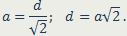 a = d/√2; d = a√2.